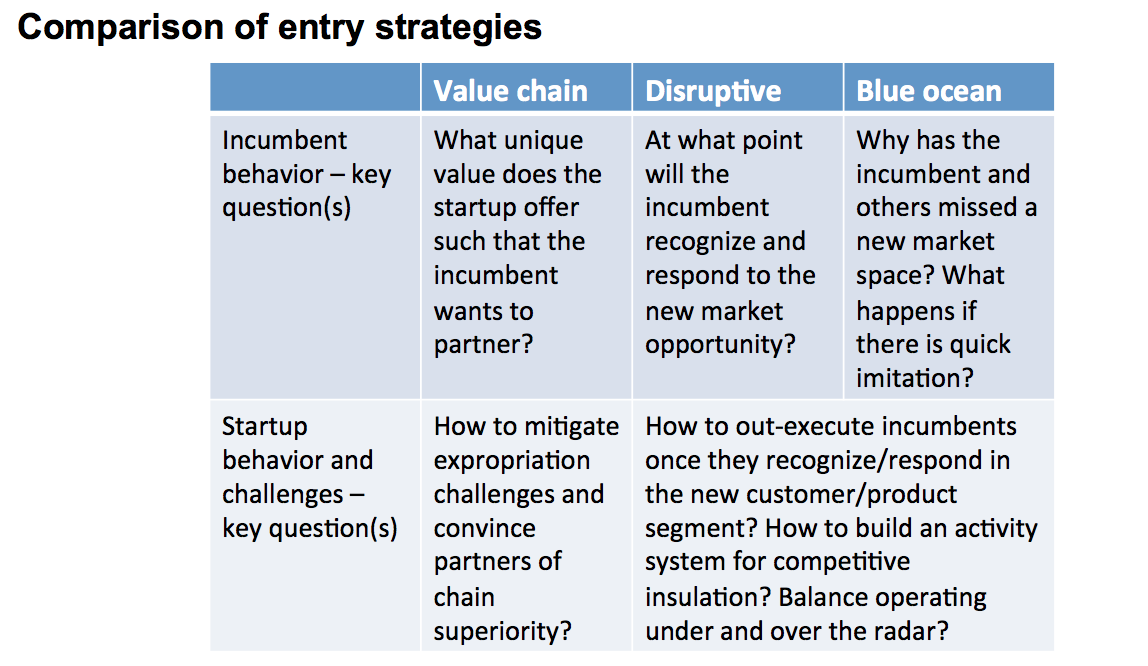 Comparison of entry strategies
Value chain
Disruptive
Blue ocean
Incumbent
behavior – key
question(s)
What unique
value does the
startup offer
such that the
incumbent
wants to
partner?
At what point
will the
incumbent
recognize and
respond to the
new market
opportunity?
Why has the
incumbent and
others missed a
new market
space? What
happens if
there is quick
imitation?
Startup
behavior and
challenges –
key question(s)
How to mitigate
expropriation
challenges and
convince
partners of
chain
superiority?
How to out-execute incumbents
once they recognize/respond in
the new customer/product
segment? How to build an activity
system for competitive
insulation? Balance operating
under and over the radar?